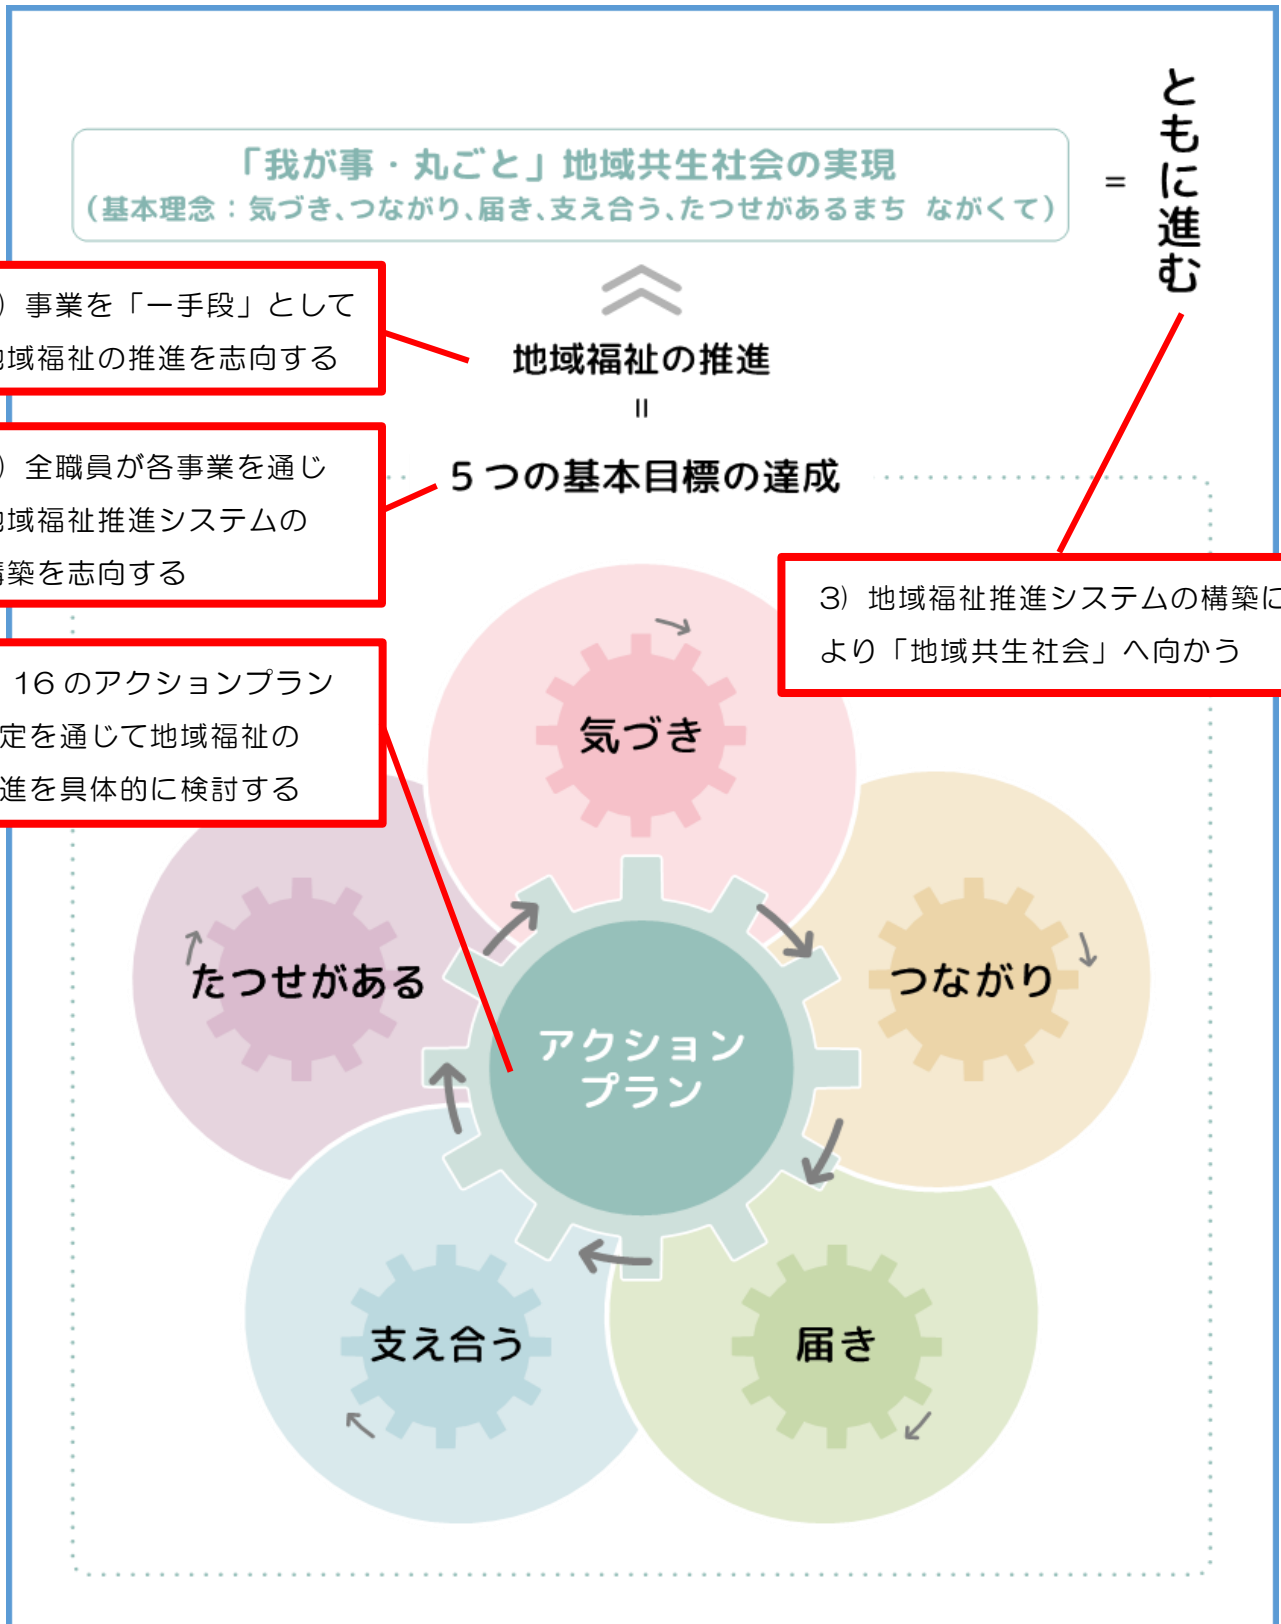 「我が事・丸ごと」地域共生社会の実現
(基本理念：気づき、つながり、届き、支え合う、たつせがあるまち ながくて)
=
ともに進む
) 事業を「一手段」として
地域福祉の推進を志向する
地域福祉の推進
=
) 全職員が各事業を通じ
地域福祉推進システムの
構築を志向する
5つの基本目標の達成
3) 地域福祉推進システムの構築に
より「地域共生社会」へ向かう
16のアクションプラン
定を通じて地域福祉の
進を具体的に検討する
気づき
たつせがある
つながり
アクション
プラン
支え合う
届き